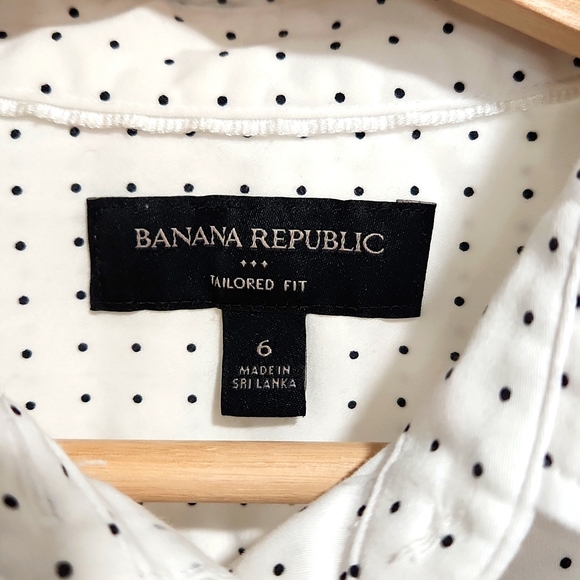 BANANA REPUBLIC
TAILORED FIT
6
MADE IN
SRI LANKA